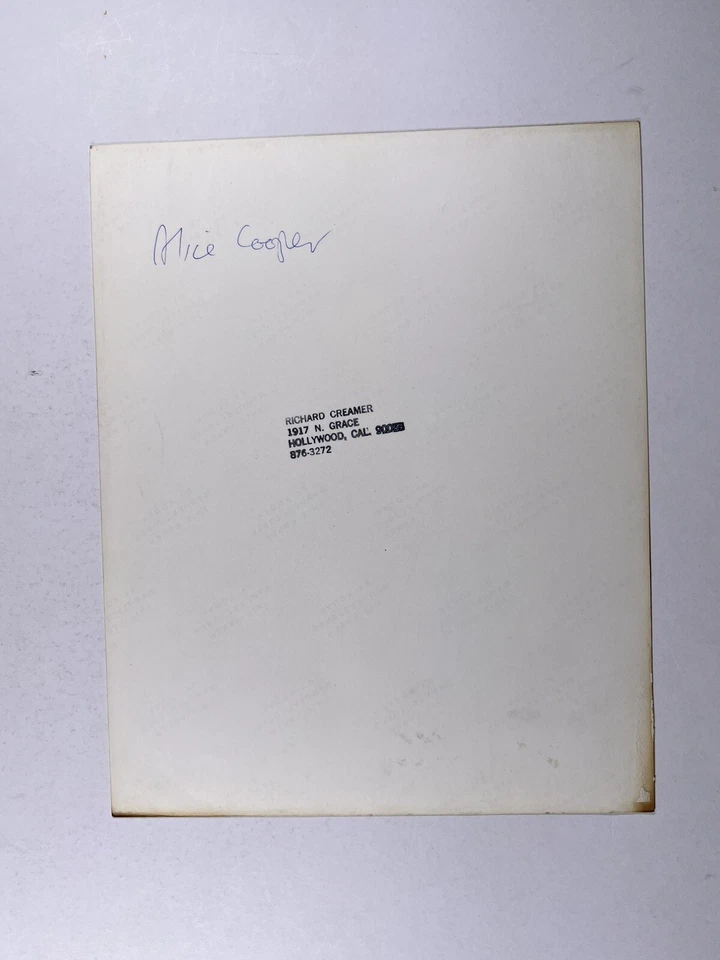 Alice Cooper
RICHARD CREAMER
1917 N. GRACE
HOLLYWOOD, CAL.
876-3272